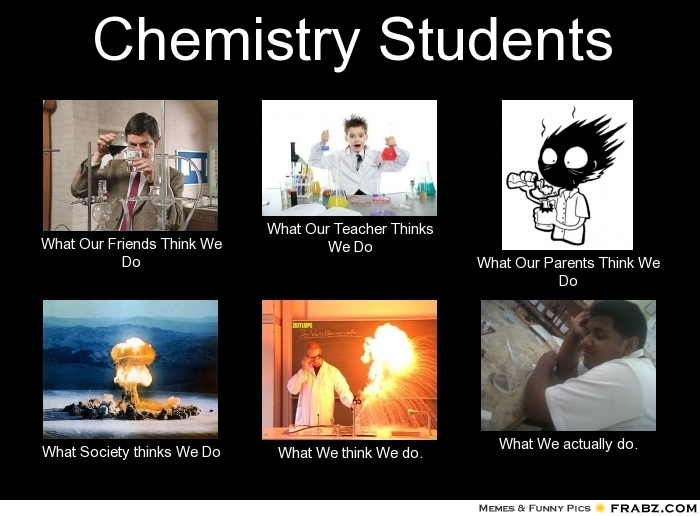 Chemistry Students
What Our Friends Think We
Do
What Our Teacher Thinks
We Do
What Our Parents Think We
Do
What Society thinks We Do
ZEITLUPE
What We think We do.
What We actually do.
MEMES & FUNNY PICS FRABZ.COM